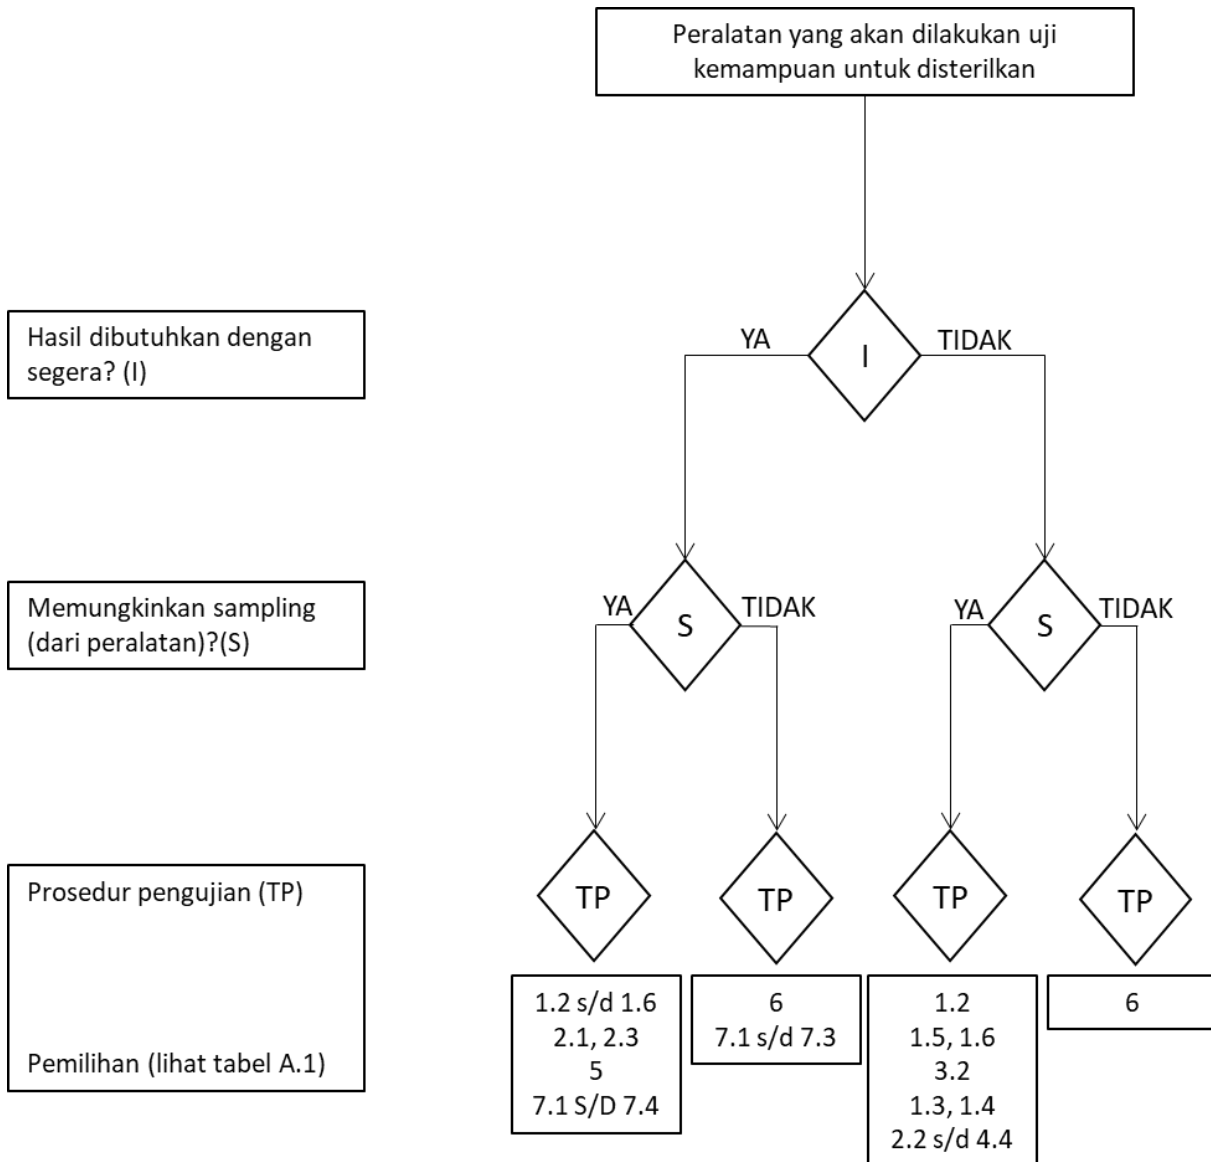 Peralatan yang akan dilakukan uji
kemampuan untuk disterilkan
Hasil dibutuhkan dengan
segera? (I)
YA
I
TIDAK
Memungkinkan sampling
(dari peralatan)?(S)
YA
S
TIDAK
YA
S
TIDAK
Prosedur pengujian (TP)
Pemilihan (lihat tabel A.1)
TP
TP
TP
TP
1.2 s/d 1.6
2.1, 2.3
5
7.1 S/D 7.4
6
7.1 s/d 7.3
1.2
1.5, 1.6
3.2
1.3, 1.4
2.2 s/d 4.4
6